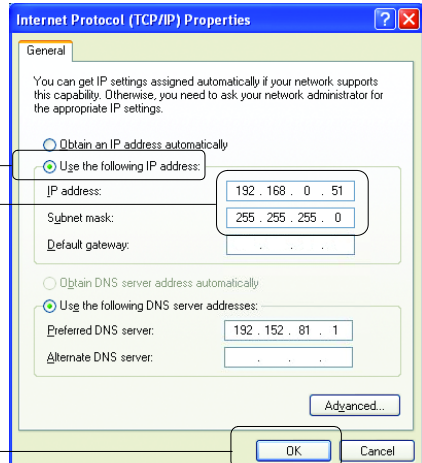 Internet Protocol (TCP/IP) Properties
General
You can get IP settings assigned automatically if your network supports
this capability. Otherwise, you need to ask your network administrator for
the appropriate IP settings.
Obtain an IP address automatically
Use the following IP address:
IP address: 192 . 168 . 0 . 51
Subnet mask: 255 . 255 . 255 . 0
Default gateway: . . .
Obtain DNS server address automatically
Use the following DNS server addresses:
Preferred DNS server: 192 . 152 . 81 . 1
Alternate DNS server: . . .
Advanced...
OK Cancel